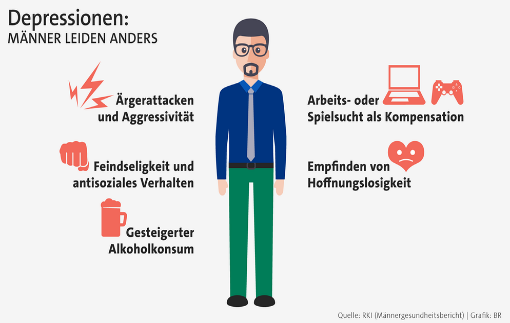 Depressionen:
MÄNNER LEIDEN ANDERS
Ärgerattacken
und Aggressivität
Feindseligkeit und
antisoziales Verhalten
Gesteigerter
Alkoholkonsum
Arbeits- oder
Spielsucht als Kompensation
Empfinden von
Hoffnungslosigkeit
Quelle: RKI (Männergesundheitsbericht) | Grafik: BR